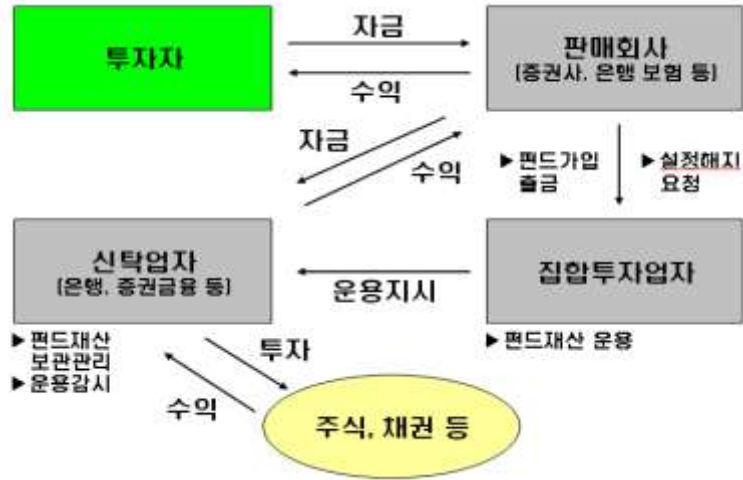 투자자
자금
수익
판매회사
(증권사, 은행 보험 등)
자금
수익
▶ 펀드가입
출금
▶ 설정해지
요청
신탁업자
(은행, 증권금융 등)
운용지시
집합투자업자
▶ 펀드재산
보관관리
▶ 운용감시
▶ 펀드재산 운용
투자
수익
주식, 채권 등